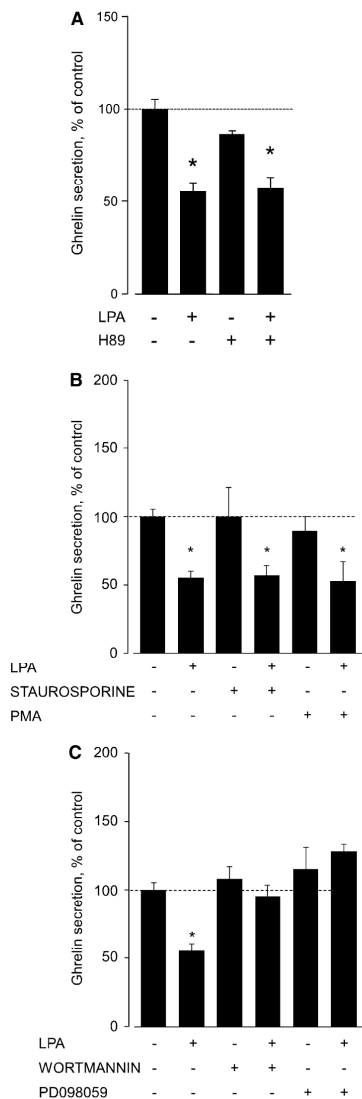 A
Ghrelin secretion, % of control
150
100
50
0
* *
LPA - + - +
H89 - - + +
B
Ghrelin secretion, % of control
200
150
100
50
0
* * *
LPA - + - + - +
STAUROSPORINE - - + + - -
PMA - - - - + +
C
Ghrelin secretion, % of control
200
150
100
50
0
*
LPA - + - + - +
WORTMANNIN - - + + - -
PD098059 - - - - + +